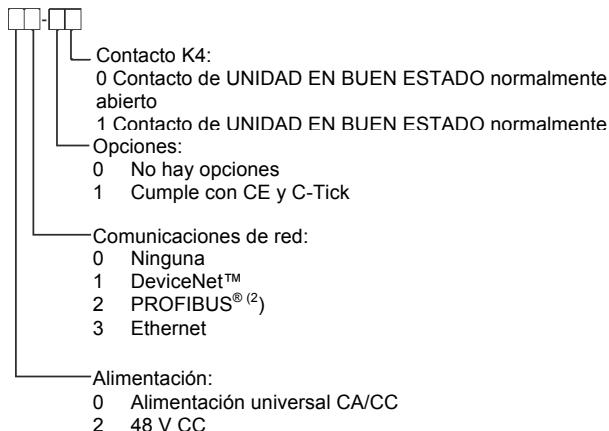 -
Contacto K4:
0 Contacto de UNIDAD EN BUEN ESTADO normalmente
abierto
1 Contacto de UNIDAD EN BUEN ESTADO normalmente
Opciones:
0 No hay opciones
1 Cumple con CE y C-Tick
Comunicaciones de red:
0 Ninguna
1 DeviceNet™
2 PROFIBUS® (2)
3 Ethernet
Alimentación:
0 Alimentación universal CA/CC
2 48 V CC